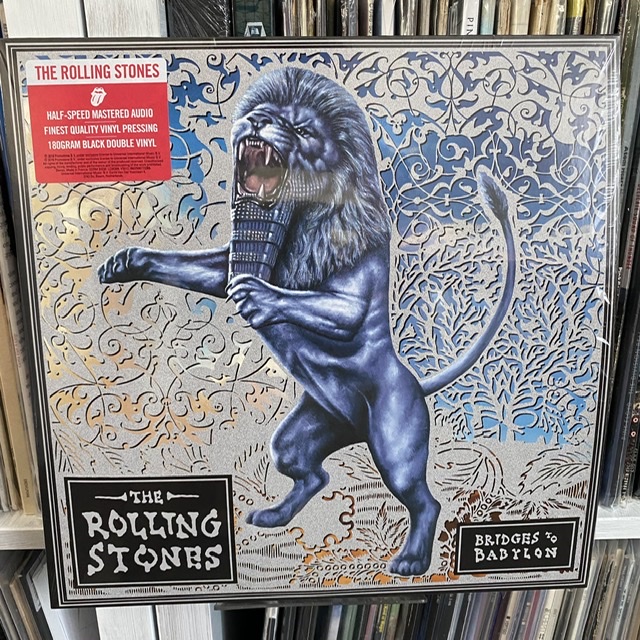 THE ROLLING STONES
HALF-SPEED MASTERED AUDIO
FINEST QUALITY VINYL PRESSING
180GRAM BLACK DOUBLE VINYL
THE
ROLLING
STONES
BRIDGES TO
BABYLON